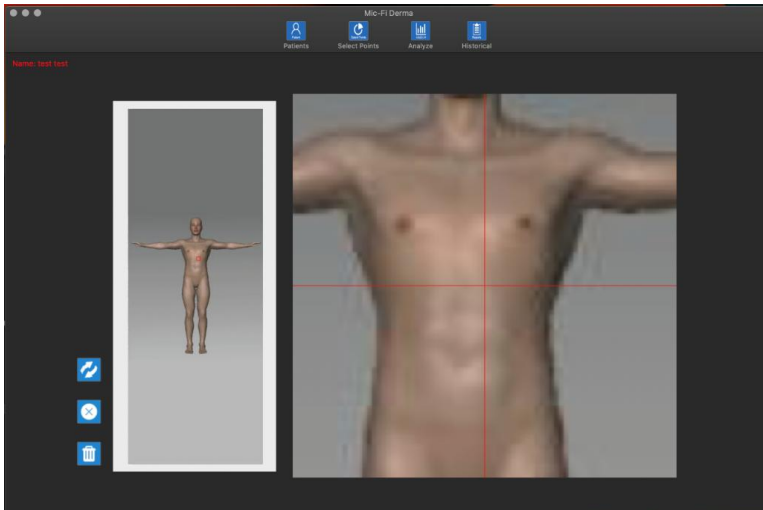 Mic-Fi Derma
Patients
Select Points
Analyze
Historical
Name: test test